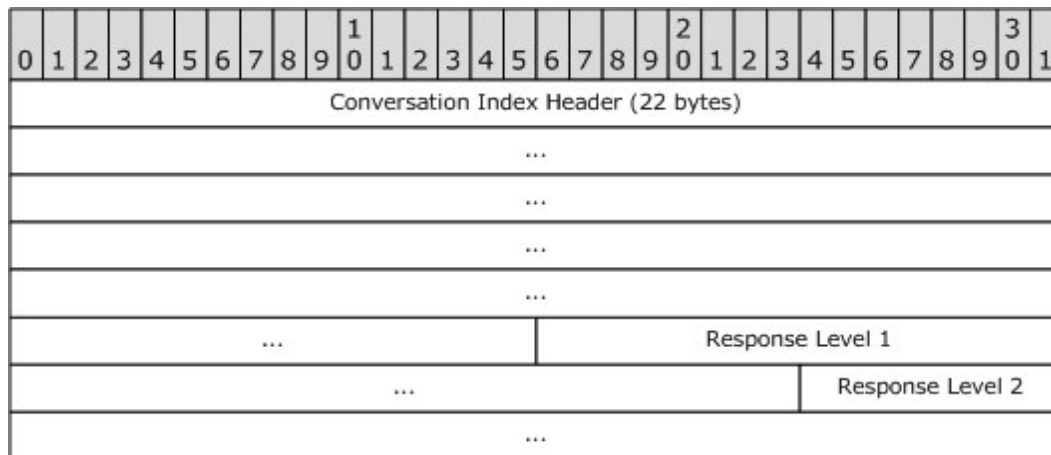 1 2 3
0 1 2 3 4 5 6 7 8 9 0 1 2 3 4 5 6 7 8 9 0 1 2 3 4 5 6 7 8 9 0 1
Conversation Index Header (22 bytes)
...
...
...
...
... Response Level 1
... Response Level 2
...